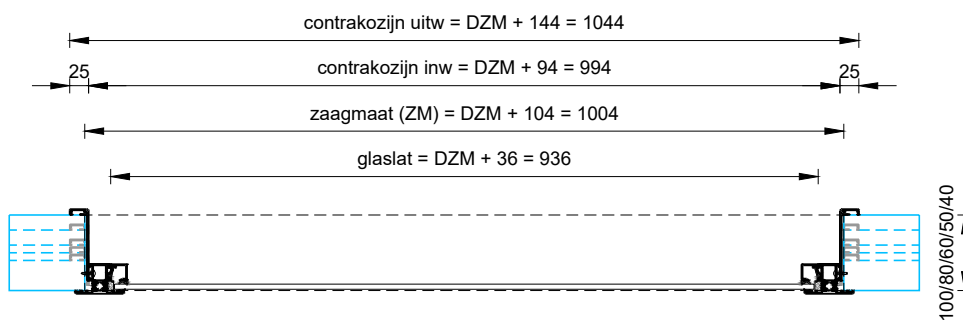 contrakozijn uitw = DZM + 144 = 1044
25
contrakozijn inw = DZM + 94 = 994
25
zaagmaat (ZM) = DZM + 104 = 1004
glaslat = DZM + 36 = 936
100/80/60/50/40